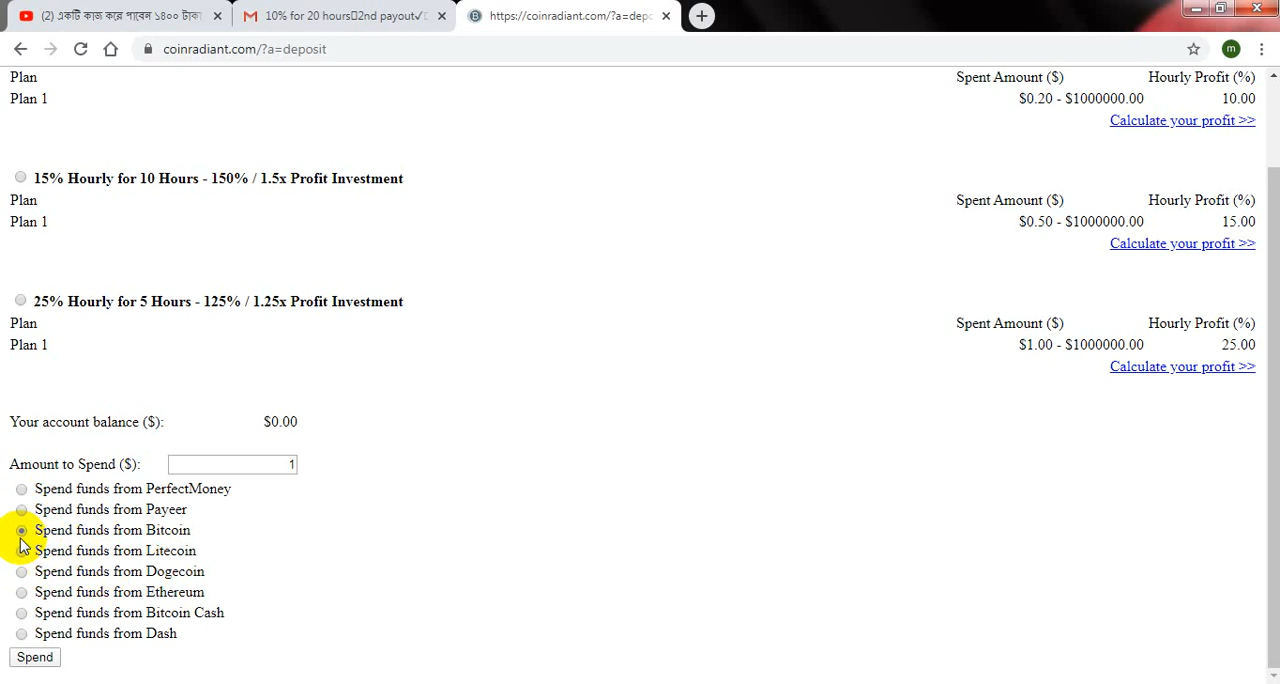 (2) একটি কাজ করে পাবেন ১৪০০ টাকা
10% for 20 hours▯2nd payout✓▯
https://coinradiant.com/?a=depo
coinradiant.com/?a=deposit
m
Plan Spent Amount ($) Hourly Profit (%)
Plan 1 $0.20 - $1000000.00 10.00
Calculate your profit >>
15% Hourly for 10 Hours - 150% / 1.5x Profit Investment
Plan Spent Amount ($) Hourly Profit (%)
Plan 1 $0.50 - $1000000.00 15.00
Calculate your profit >>
25% Hourly for 5 Hours - 125% / 1.25x Profit Investment
Plan Spent Amount ($) Hourly Profit (%)
Plan 1 $1.00 - $1000000.00 25.00
Calculate your profit >>
Your account balance ($): $0.00
Amount to Spend ($): 1
Spend funds from PerfectMoney
Spend funds from Payeer
Spend funds from Bitcoin
Spend funds from Litecoin
Spend funds from Dogecoin
Spend funds from Ethereum
Spend funds from Bitcoin Cash
Spend funds from Dash
Spend